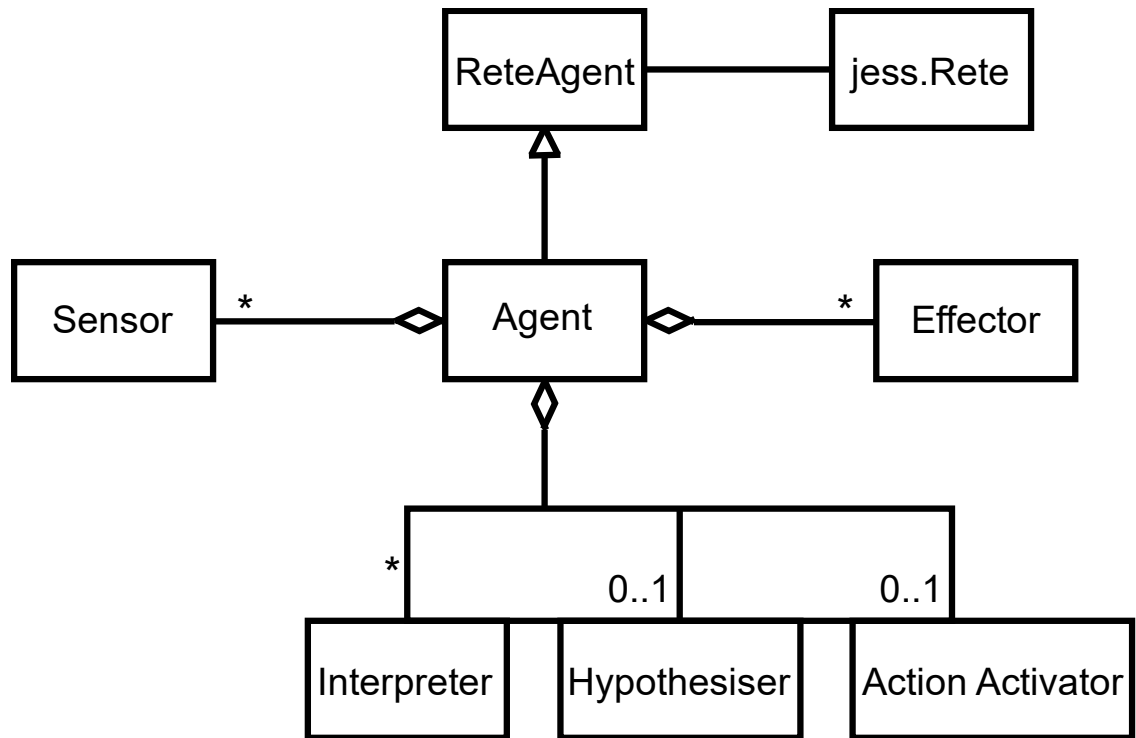 ReteAgent
jess.Rete
Sensor
*
Agent
*
Effector
*
0..1
0..1
Interpreter
Hypothesiser
Action Activator